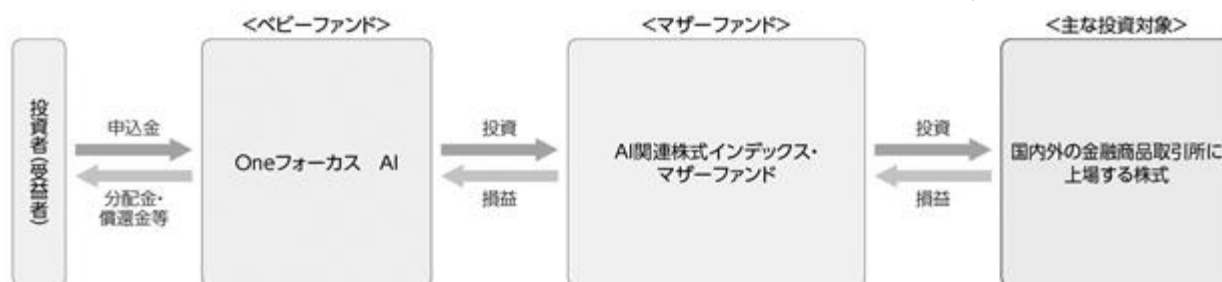 <ベビーファンド>
<マザーファンド>
<主な投資対象>
投資者(受益者)
申込金
分配金・
償還金等
Oneフォーカス AI
投資
損益
AI関連株式インデックス・
マザーファンド
投資
損益
国内外の金融商品取引所に
上場する株式